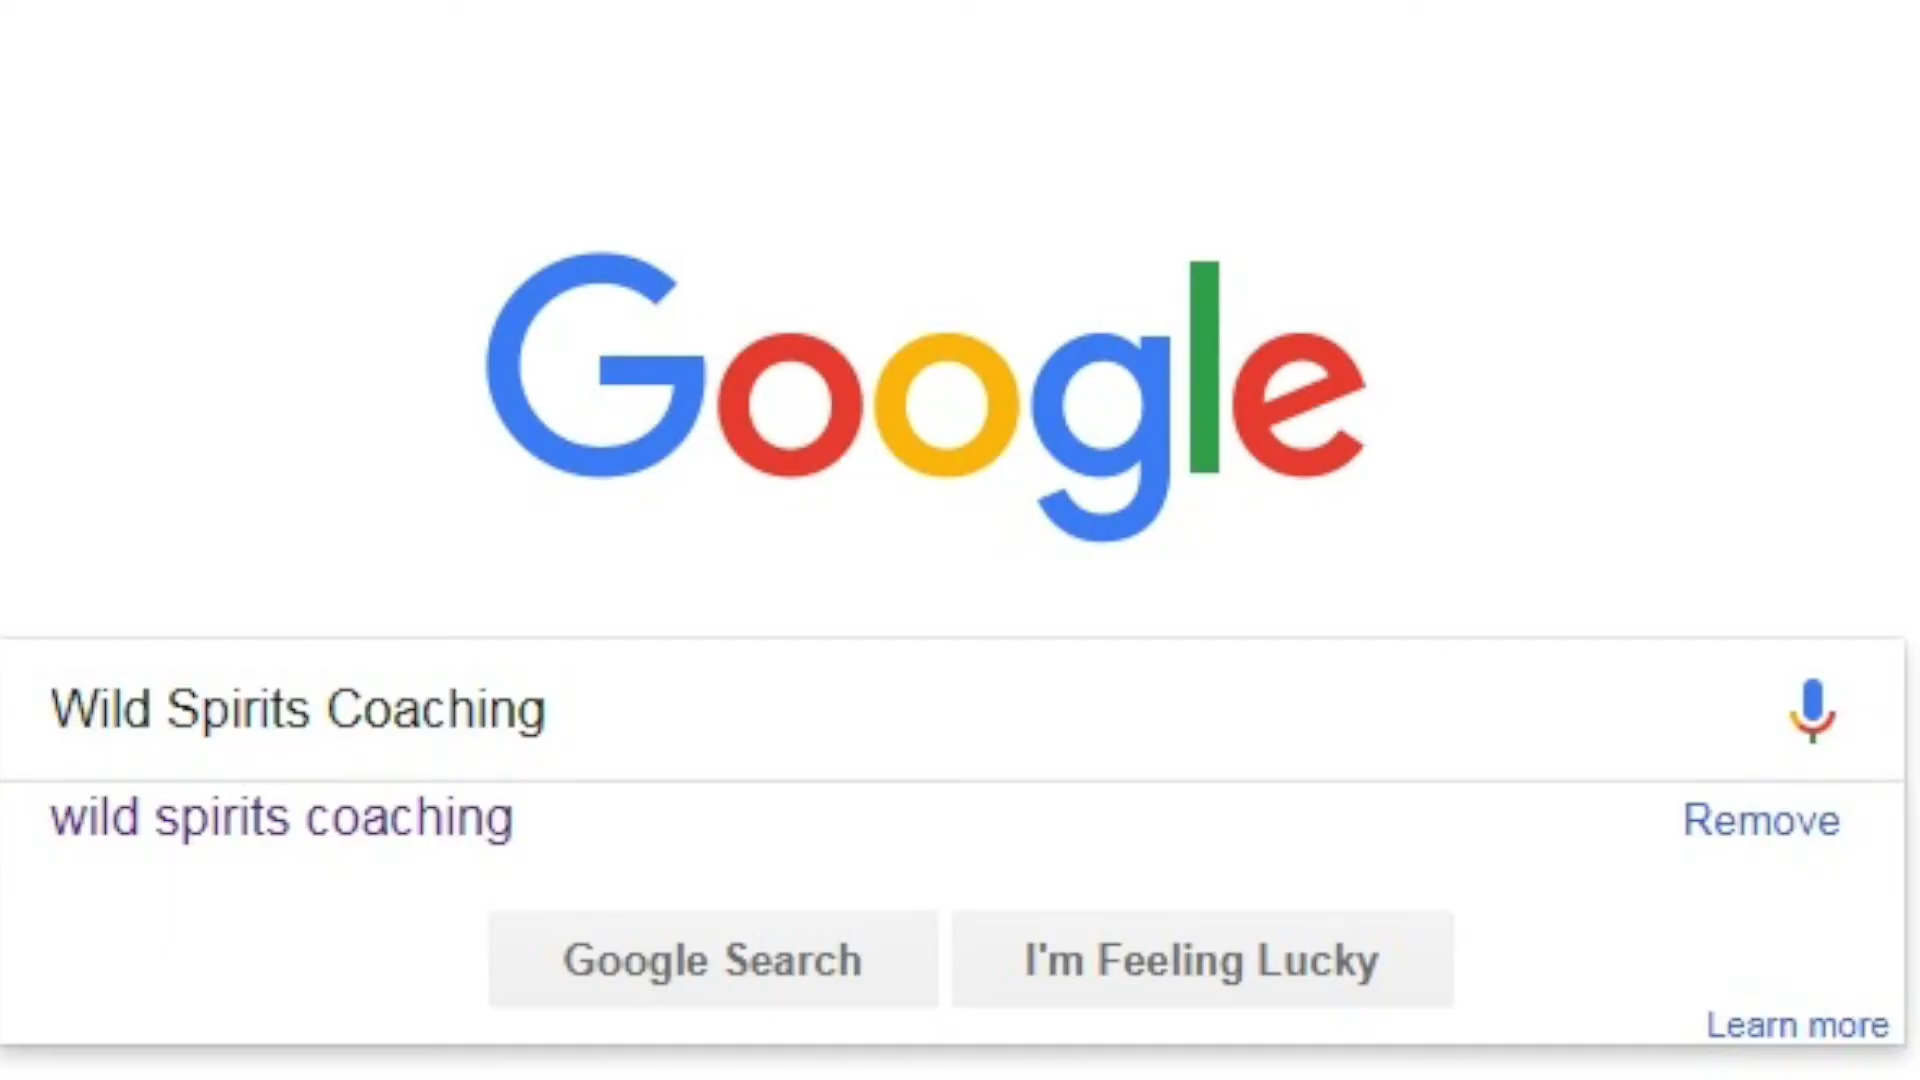 Google
Wild Spirits Coaching
wild spirits coaching Remove
Google Search I'm Feeling Lucky
Learn more